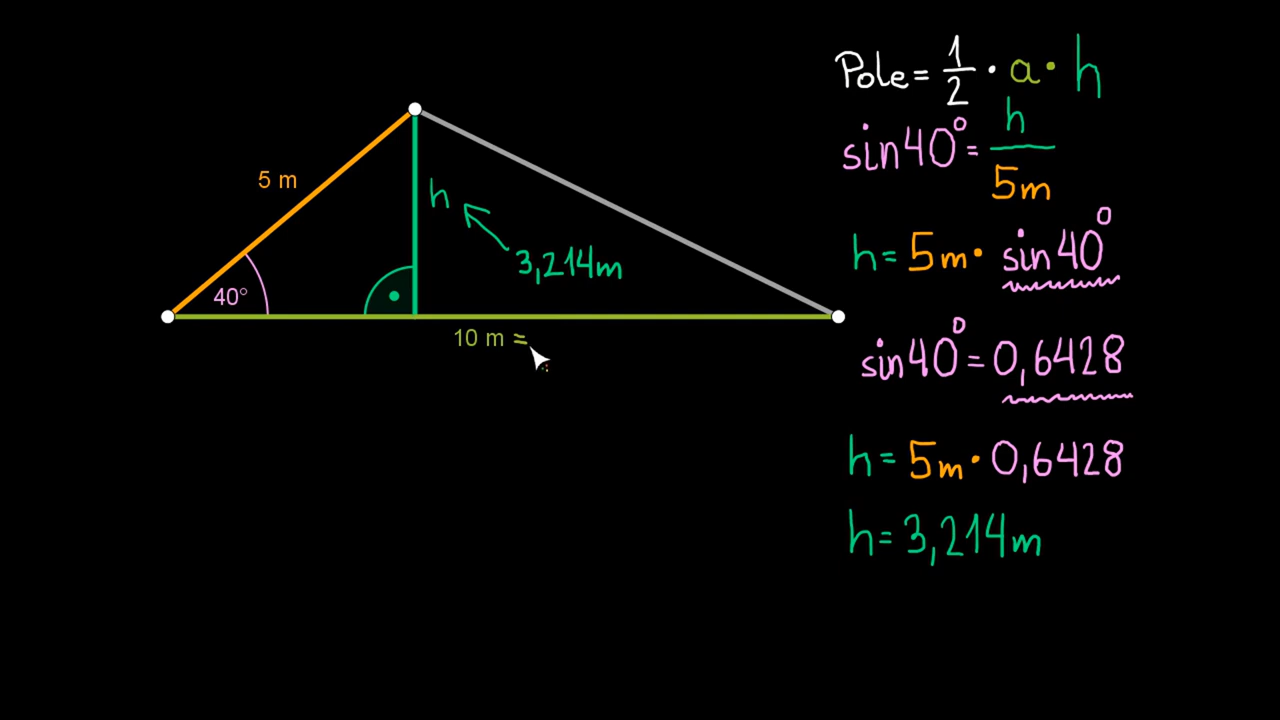 Pole = 1/2 · a · h
sin40° = h/5m
h = 5m · sin40°
sin40° = 0,6428
h = 5m · 0,6428
h = 3,214m
5 m
h
3,214m
40°
10 m =